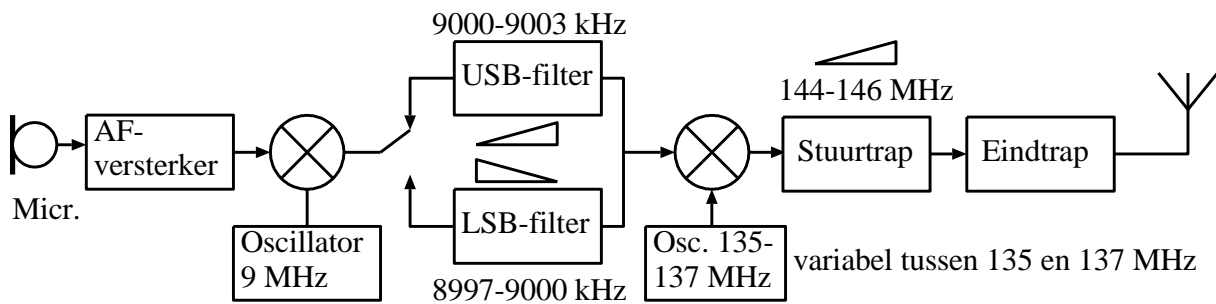 9000-9003 kHz
USB-filter
144-146 MHz
AF-
versterker
Stuurtrap
Eindtrap
Micr.
LSB-filter
Oscillator
9 MHz
Osc. 135-
137 MHz
variabel tussen 135 en 137 MHz
8997-9000 kHz